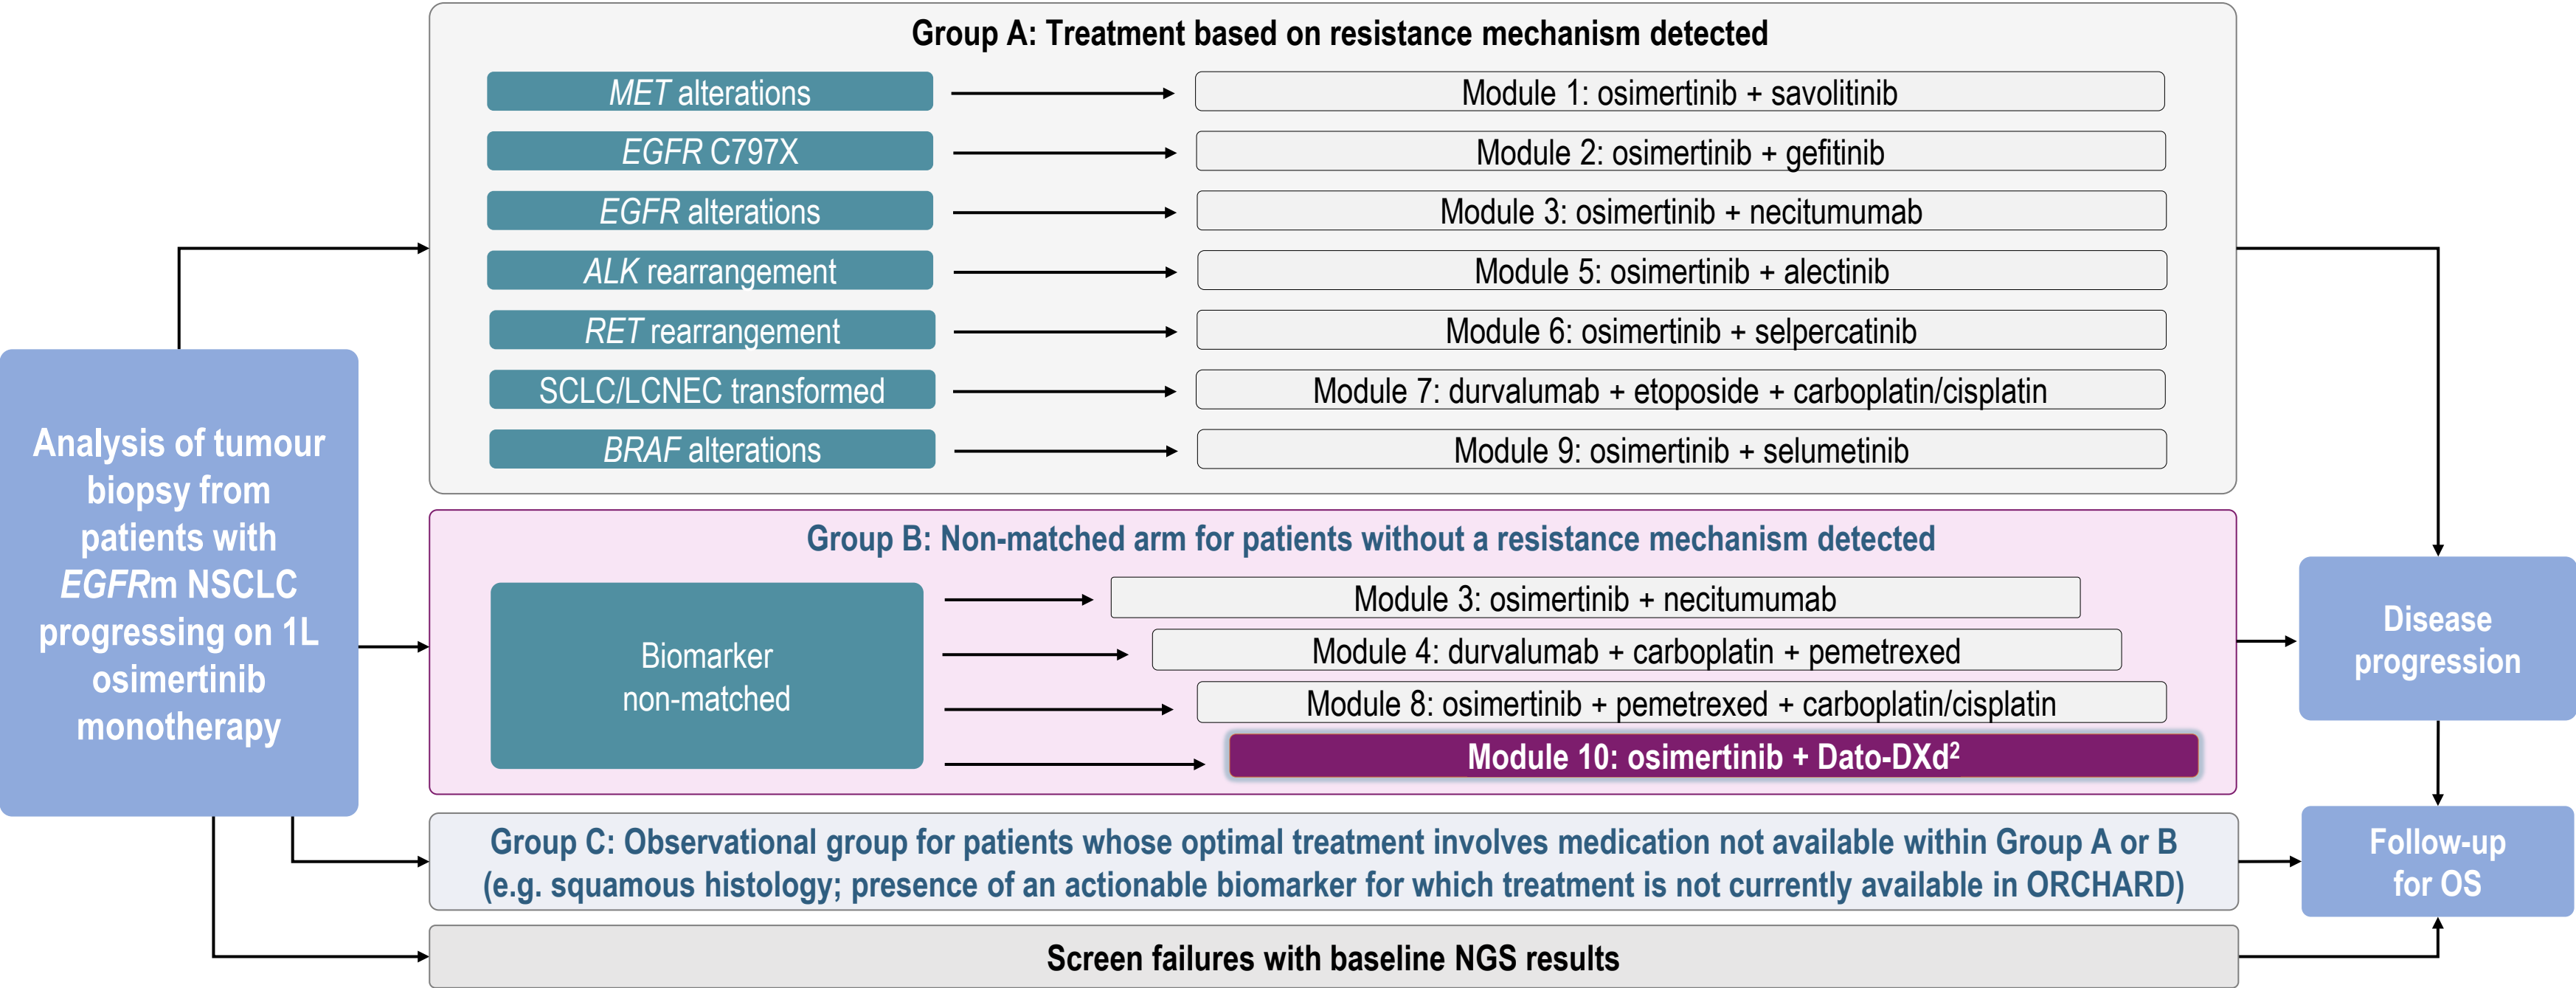 Analysis of tumour
biopsy from
patients with
EGFRm NSCLC
progressing on 1L
osimertinib
monotherapy
Group A: Treatment based on resistance mechanism detected
MET alterations
Module 1: osimertinib + savolitinib
EGFR C797X
Module 2: osimertinib + gefitinib
EGFR alterations
Module 3: osimertinib + necitumumab
ALK rearrangement
Module 5: osimertinib + alectinib
RET rearrangement
Module 6: osimertinib + selpercatinib
SCLC/LCNEC transformed
Module 7: durvalumab + etoposide + carboplatin/cisplatin
BRAF alterations
Module 9: osimertinib + selumetinib
Group B: Non-matched arm for patients without a resistance mechanism detected
Biomarker
non-matched
Module 3: osimertinib + necitumumab
Module 4: durvalumab + carboplatin + pemetrexed
Module 8: osimertinib + pemetrexed + carboplatin/cisplatin
Module 10: osimertinib + Dato-DXd²
Group C: Observational group for patients whose optimal treatment involves medication not available within Group A or B
(e.g. squamous histology; presence of an actionable biomarker for which treatment is not currently available in ORCHARD)
Screen failures with baseline NGS results
Disease
progression
Follow-up
for OS